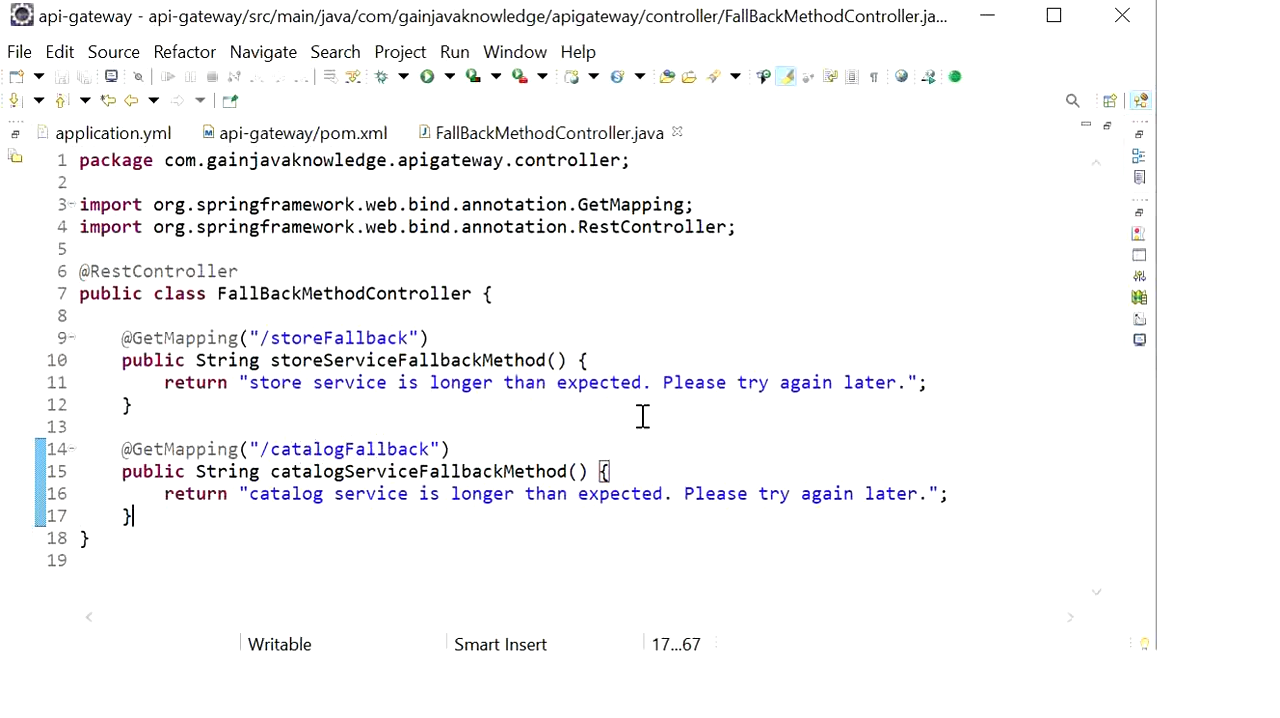 api-gateway - api-gateway/src/main/java/com/gainjavaknowledge/apigateway/controller/FallBackMethodController.ja...
File Edit Source Refactor Navigate Search Project Run Window Help
application.yml api-gateway/pom.xml FallBackMethodController.java
1 package com.gainjavaknowledge.apigateway.controller;
2
3 import org.springframework.web.bind.annotation.GetMapping;
4 import org.springframework.web.bind.annotation.RestController;
5
6 @RestController
7 public class FallBackMethodController {
8
9 @GetMapping("/storeFallback")
10 public String storeServiceFallbackMethod() {
11 return "store service is longer than expected. Please try again later.";
12 }
13
14 @GetMapping("/catalogFallback")
15 public String catalogServiceFallbackMethod() {
16 return "catalog service is longer than expected. Please try again later.";
17 }
18 }
19
Writable Smart Insert 17...67